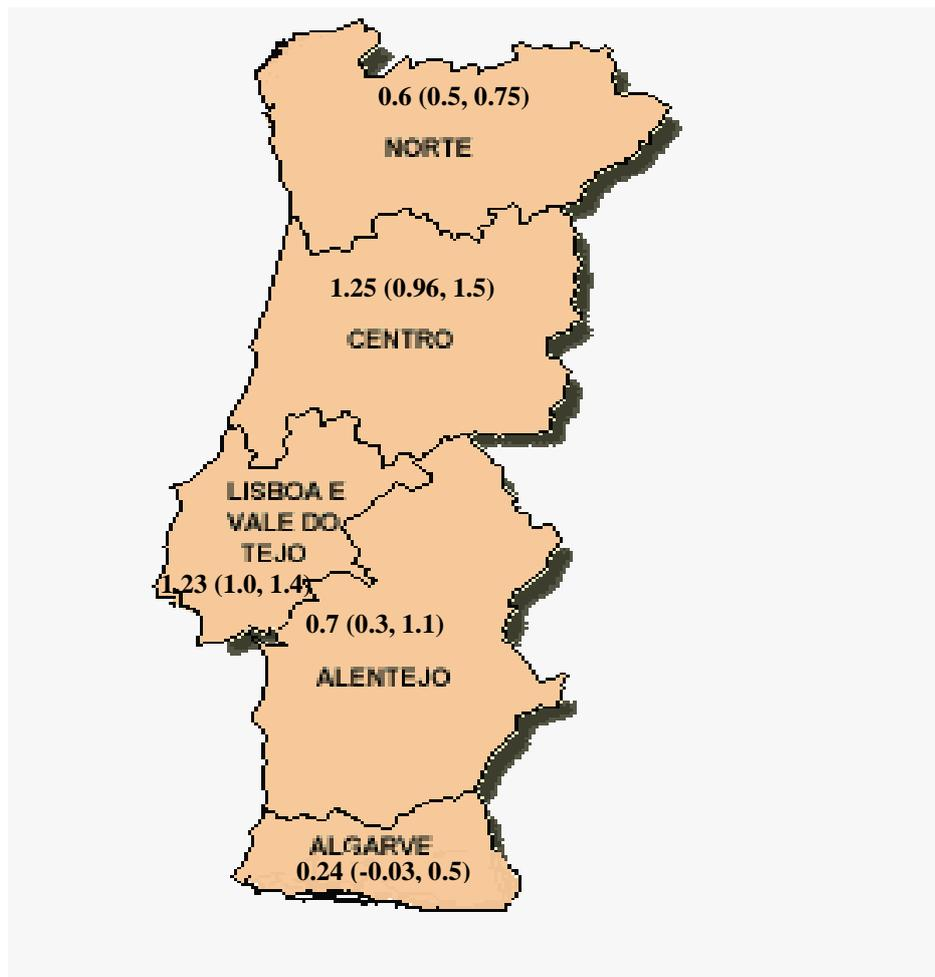 0.6 (0.5, 0.75)
NORTE
1.25 (0.96, 1.5)
CENTRO
LISBOA E
VALE DO
TEJO
1.23 (1.0, 1.4)
0.7 (0.3, 1.1)
ALENTEJO
ALGARVE
0.24 (-0.03, 0.5)